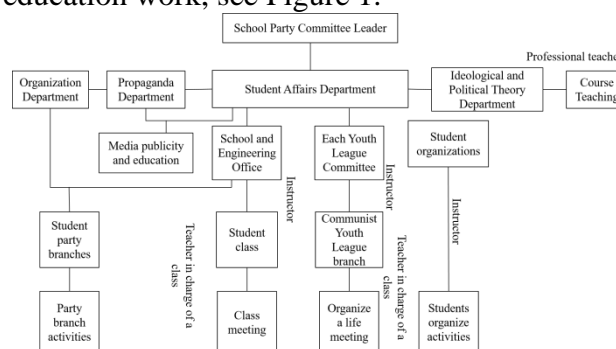 education work, see Figure 1.
School Party Committee Leader
Professional teache
Organization
Department
Propaganda
Department
Student Affairs Department
Ideological and
Political Theory
Department
Course
Teaching
Media publicity
and education
School and
Engineering
Office
Each Youth
League
Committee
Student
organizations
Instructor
Instructor
Instructor
Student
party
branches
Teacher in charge of a
class
Student
class
Communist
Youth
League
branch
Teacher in charge of a
class
Party
branch
activities
Class
meeting
Organize
a life
meeting
Students
organize
activities